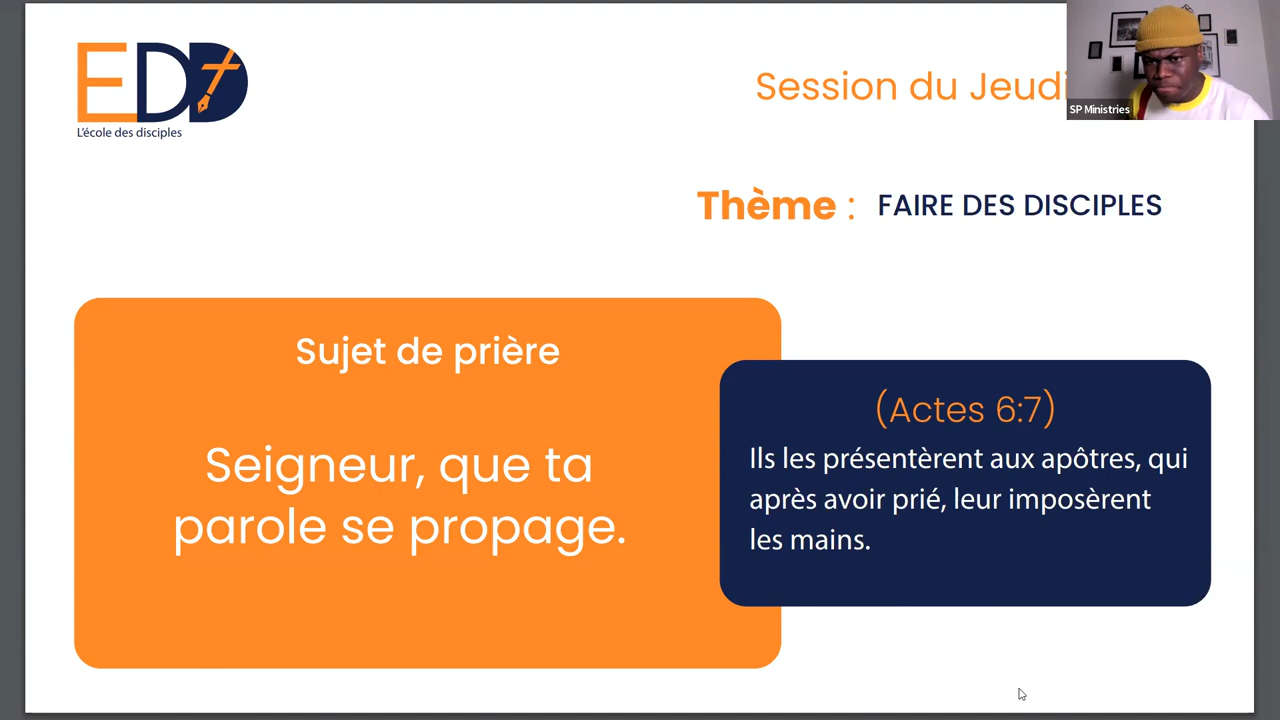 EDD
L'école des disciples
Session du Jeudi
SP Ministries
Thème : FAIRE DES DISCIPLES
Sujet de prière
Seigneur, que ta
parole se propage.
(Actes 6:7)
Ils les présentèrent aux apôtres, qui
après avoir prié, leur imposèrent
les mains.